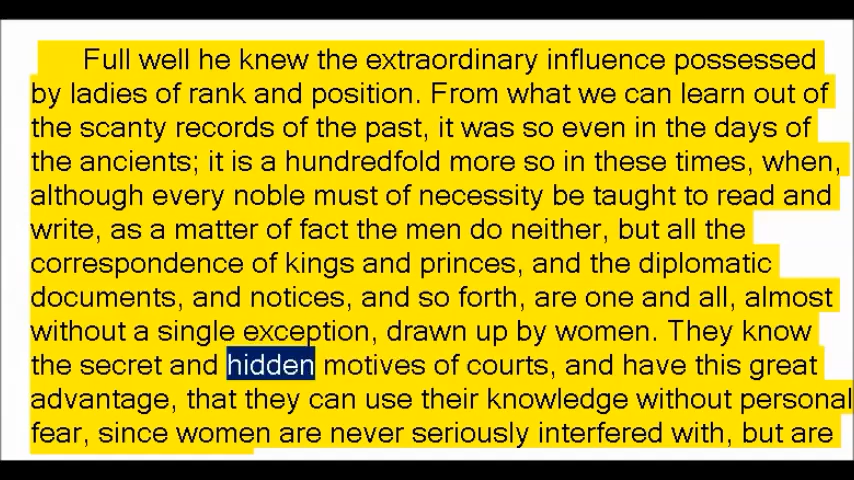 Full well he knew the extraordinary influence possessed
by ladies of rank and position. From what we can learn out of
the scanty records of the past, it was so even in the days of
the ancients; it is a hundredfold more so in these times, when,
although every noble must of necessity be taught to read and
write, as a matter of fact the men do neither, but all the
correspondence of kings and princes, and the diplomatic
documents, and notices, and so forth, are one and all, almost
without a single exception, drawn up by women. They know
the secret and hidden motives of courts, and have this great
advantage, that they can use their knowledge without personal
fear, since women are never seriously interfered with, but are